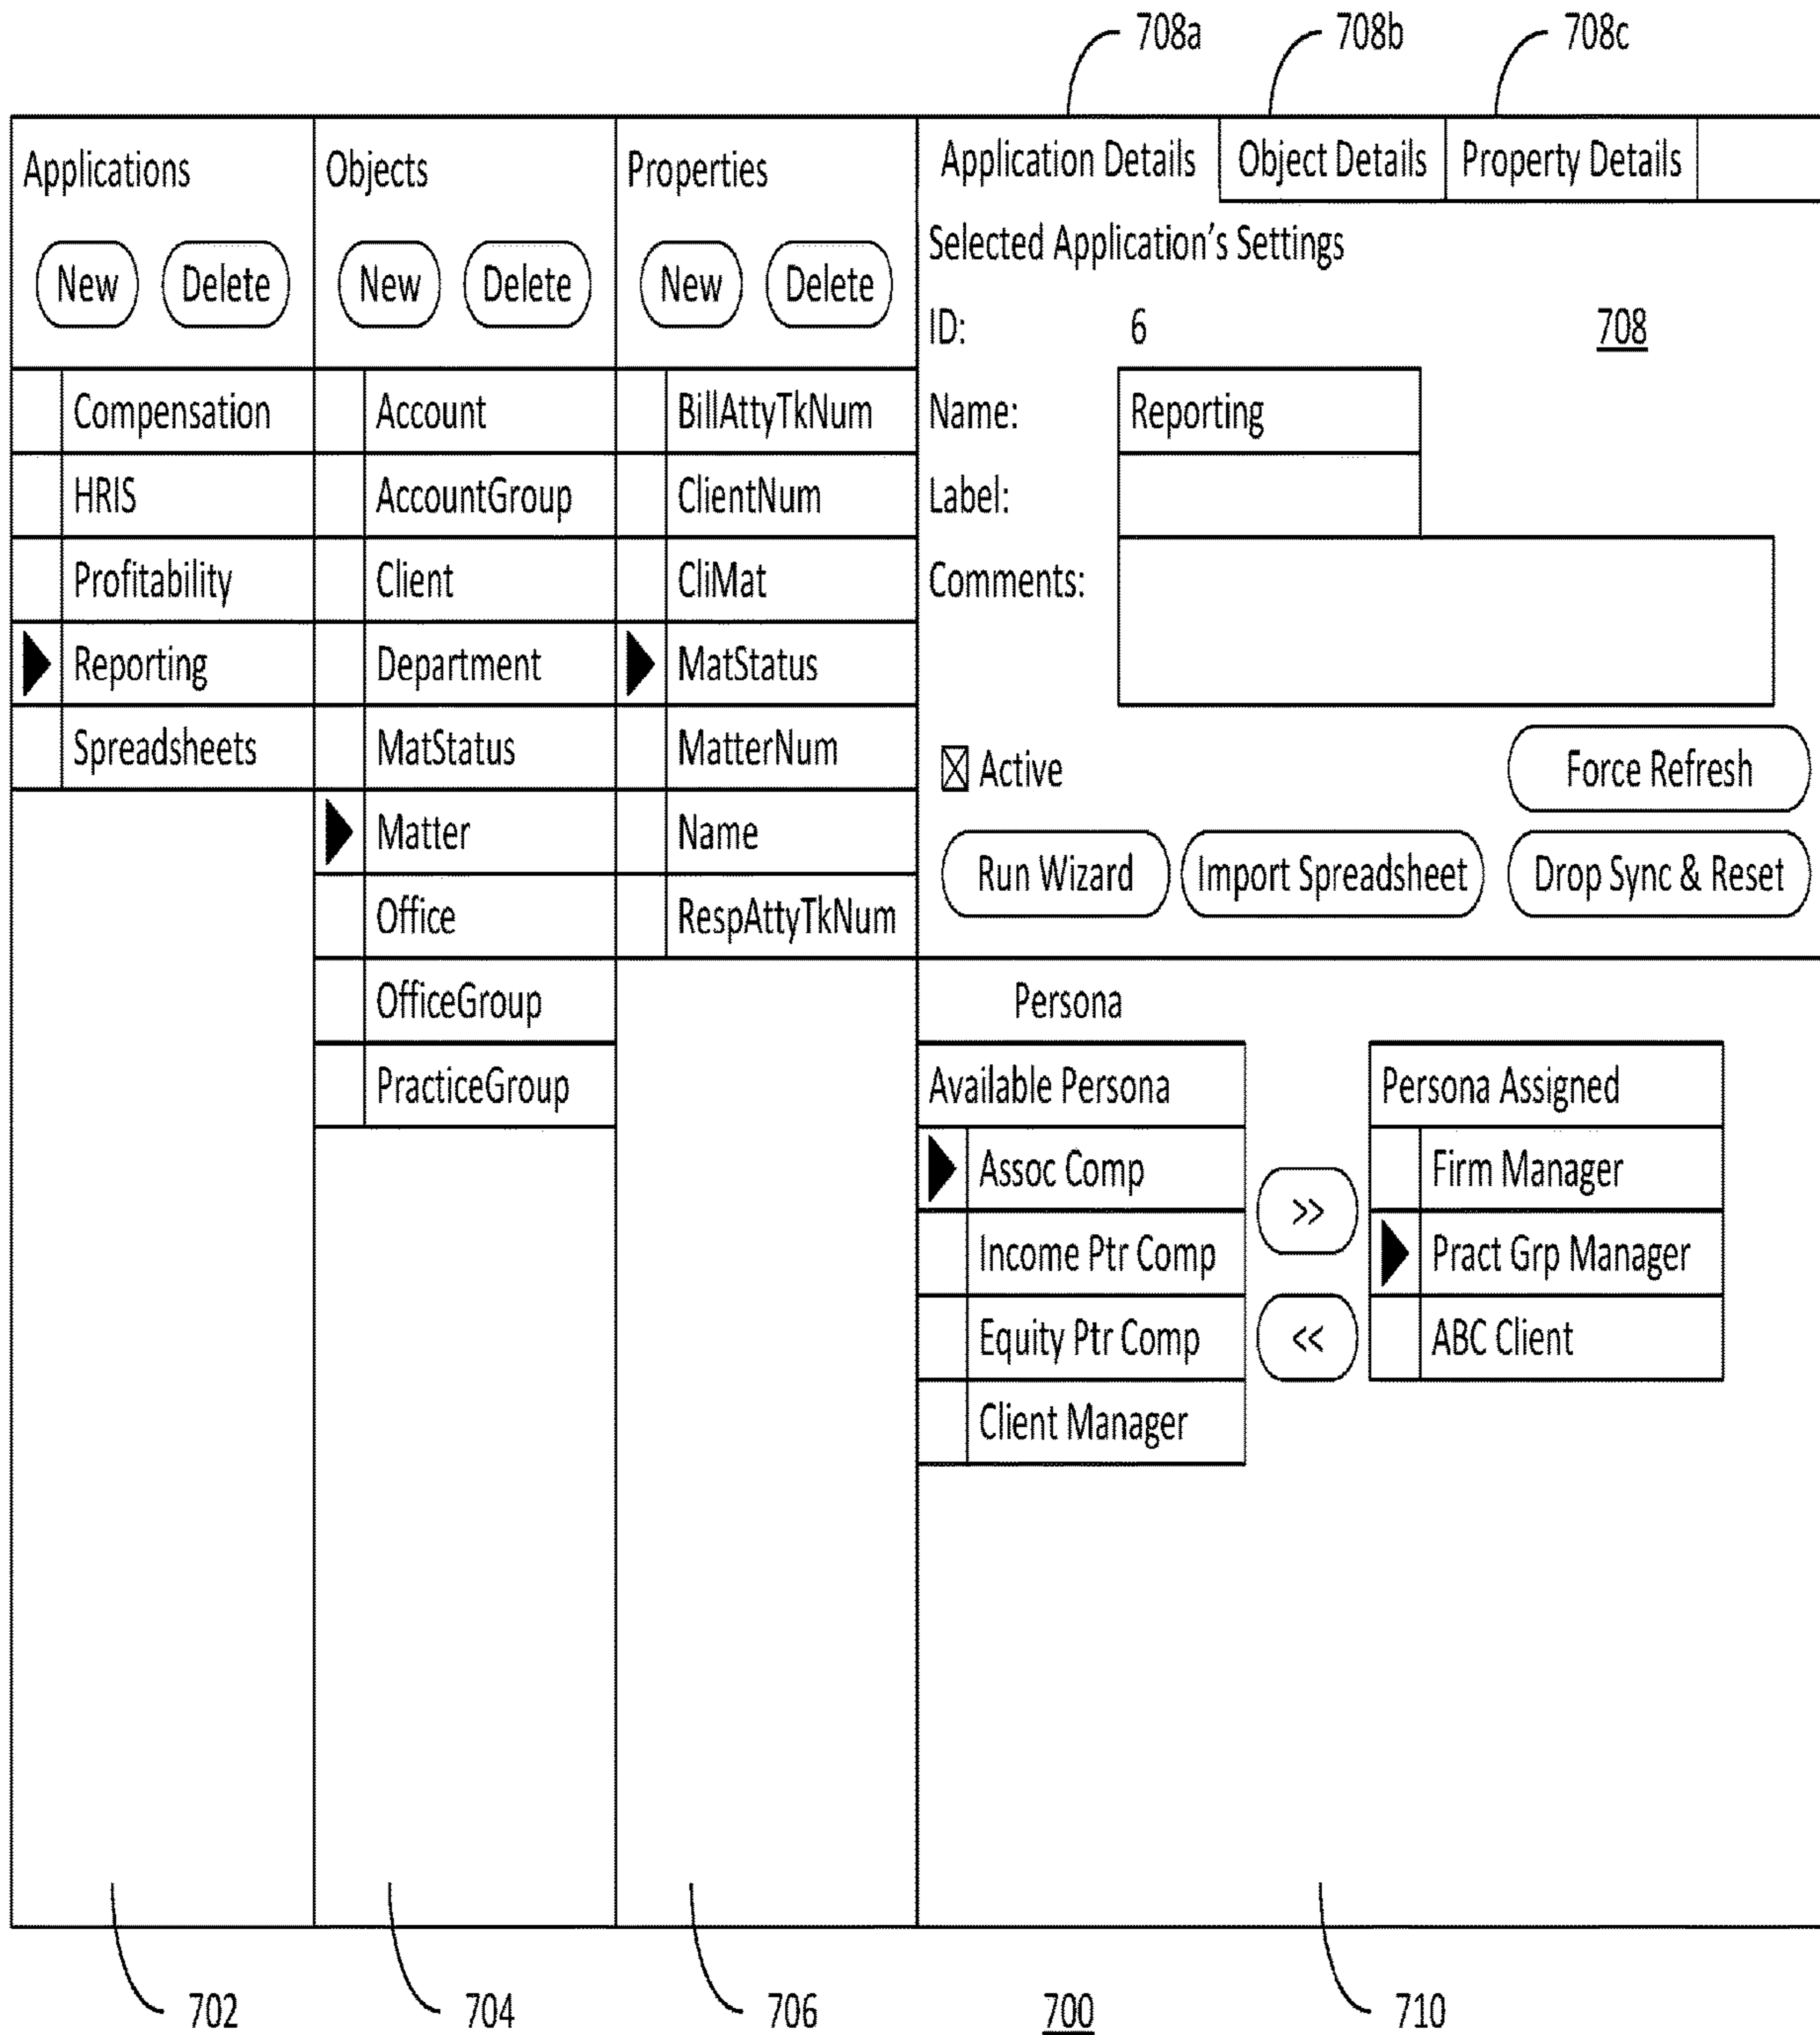 708a 708b 708c
Applications Objects Properties Application Details Object Details Property Details
New Delete New Delete New Delete Selected Application's Settings
ID: 6 708
Compensation Account BillAttyTkNum Name: Reporting
HRIS AccountGroup ClientNum Label:
Profitability Client CliMat Comments:
Reporting Department MatStatus
Spreadsheets MatStatus MatterNum Active Force Refresh
Matter Name
Run Wizard Import Spreadsheet Drop Sync & Reset
Office RespAttyTkNum
OfficeGroup Persona
PracticeGroup Available Persona Persona Assigned
Assoc Comp Firm Manager
>>
Income Ptr Comp Pract Grp Manager
Equity Ptr Comp << ABC Client
Client Manager
702 704 706 700 710